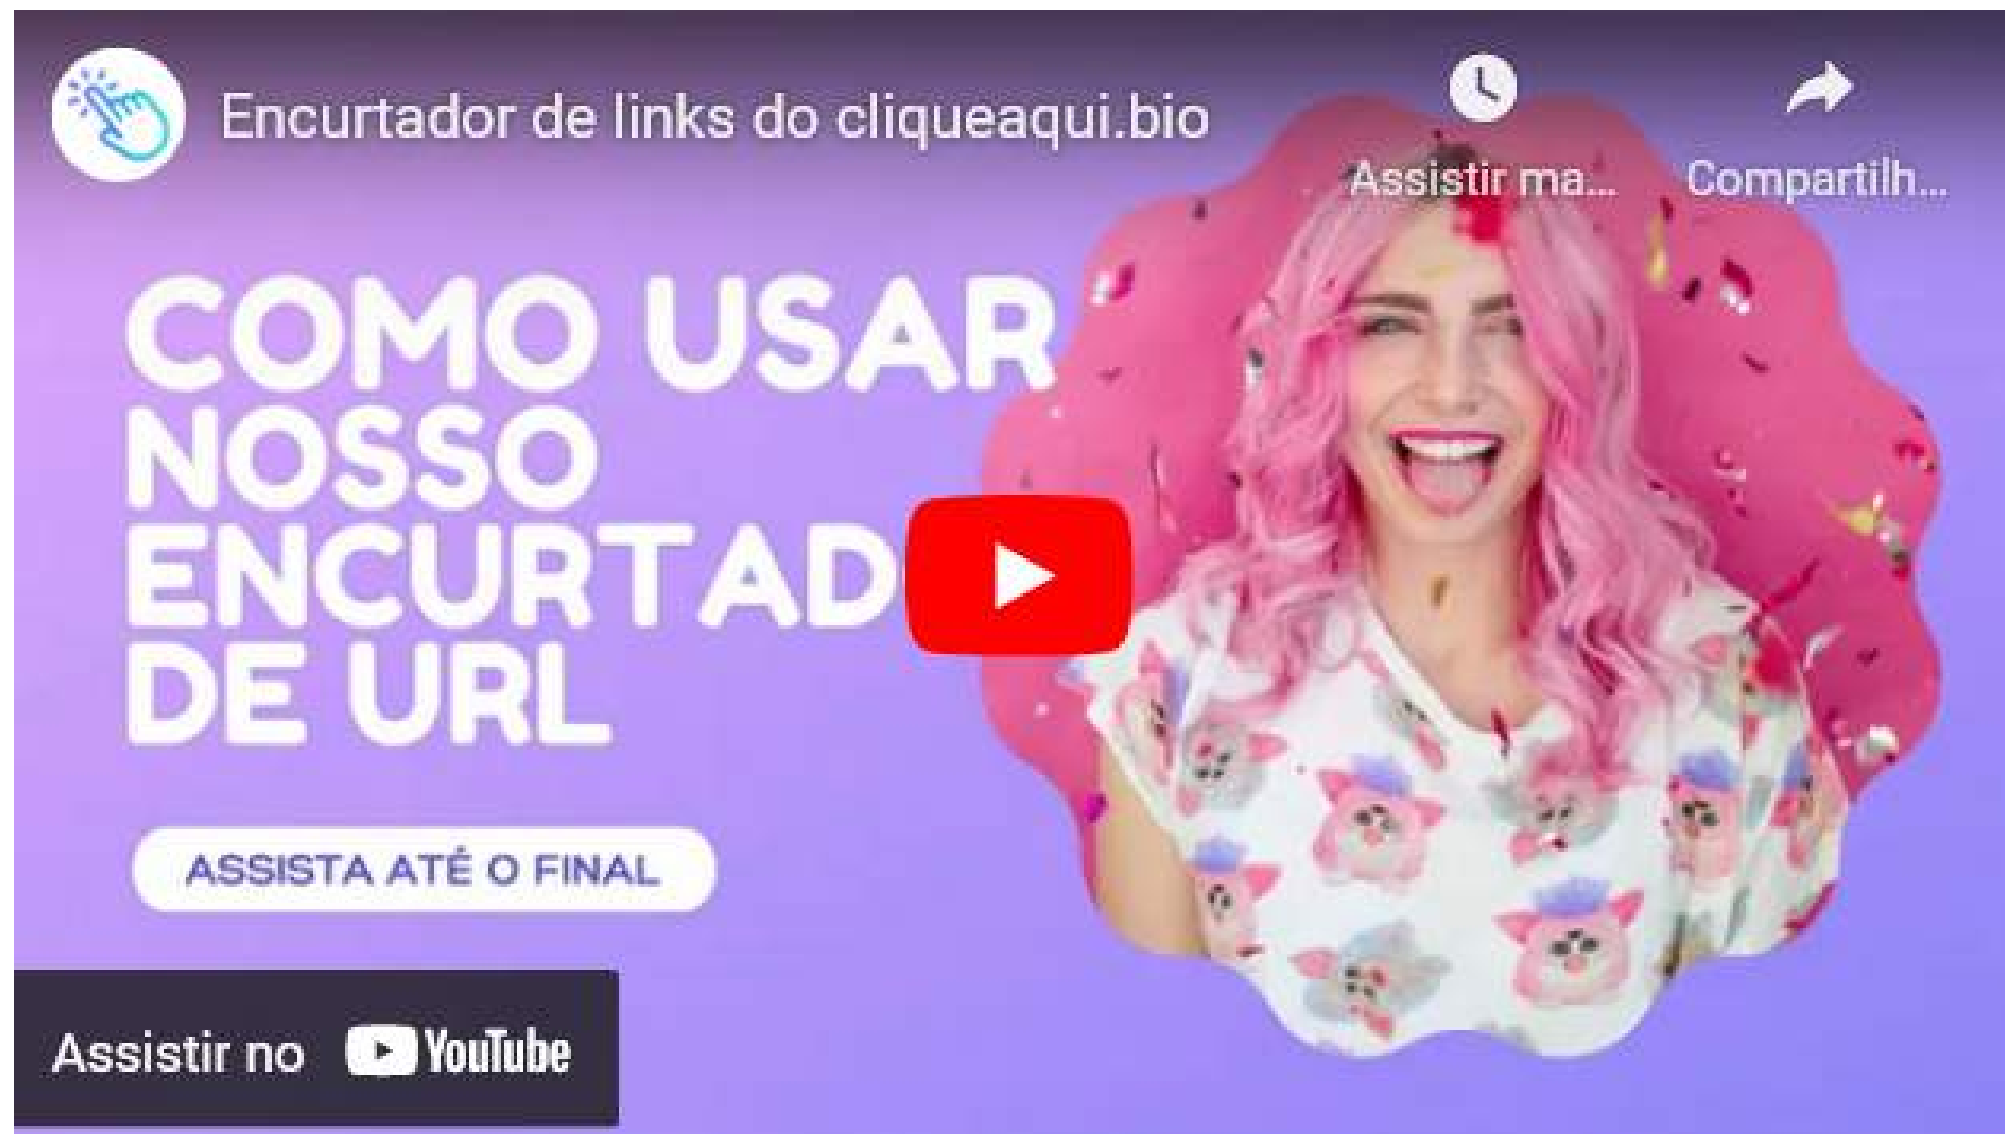 Encurtador de links do cliqueaqui.bio
Assistir ma...
Compartilh...
COMO USAR
NOSSO
ENCURTAD
DE URL
ASSISTA ATÉ O FINAL
Assistir no YouTube